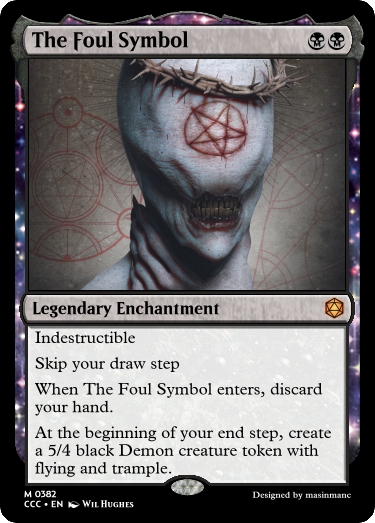 The Foul Symbol
Legendary Enchantment
Indestructible
Skip your draw step
When The Foul Symbol enters, discard
your hand.
At the beginning of your end step, create
a 5/4 black Demon creature token with
flying and trample.
M 0382
CCC • EN Wil Hughes
Designed by masinmanc